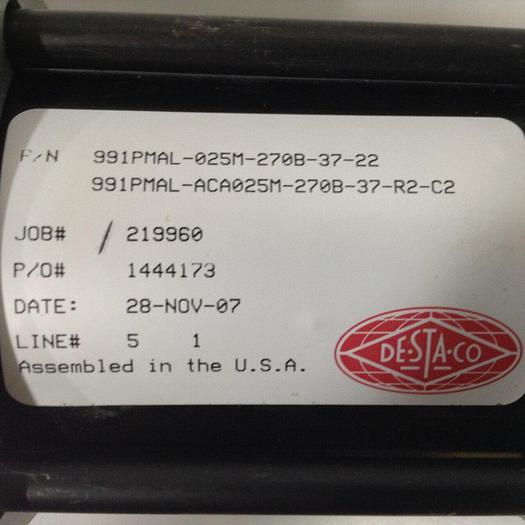 P/N 991PMAL-025M-270B-37-22
991PMAL-ACA025M-270B-37-R2-C2
JOB# / 219960
P/O# 1444173
DATE: 28-NOV-07
LINE# 5 1
Assembled in the U.S.A.
DE-STA-CO